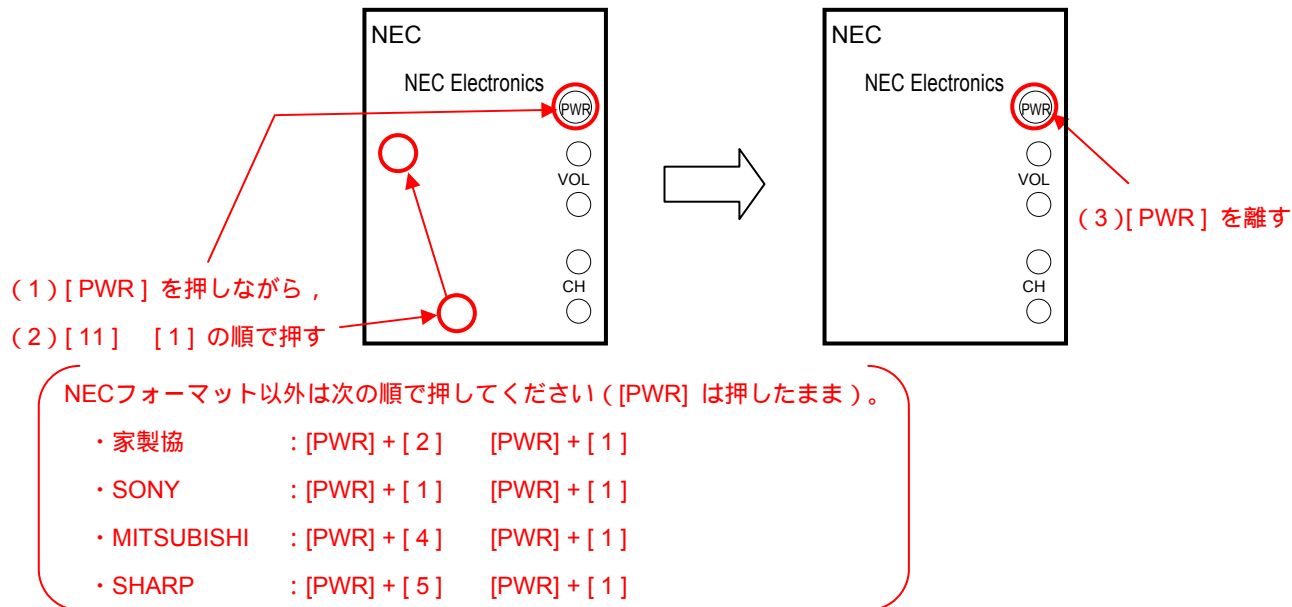 NEC
NEC Electronics
PWR
VOL
CH
NEC
NEC Electronics
PWR
VOL
CH
(3)[PWR] を離す
(1)[PWR] を押しながら，
(2)[11] [1] の順で押す
NECフォーマット以外は次の順で押してください([PWR] は押したまま)。
・家製協 : [PWR] + [ 2 ] [PWR] + [ 1 ]
・SONY : [PWR] + [ 1 ] [PWR] + [ 1 ]
・MITSUBISHI : [PWR] + [ 4 ] [PWR] + [ 1 ]
・SHARP : [PWR] + [ 5 ] [PWR] + [ 1 ]